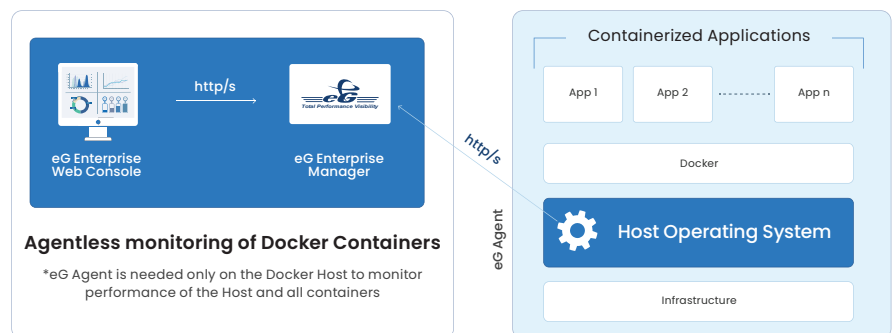 http/s
eG
Total Performance Visibility
eG Enterprise
Web Console
eG Enterprise
Manager
Agentless monitoring of Docker Containers
*eG Agent is needed only on the Docker Host to monitor
performance of the Host and all containers
http/s
eG Agent
Containerized Applications
App 1
App 2
App n
Docker
Host Operating System
Infrastructure